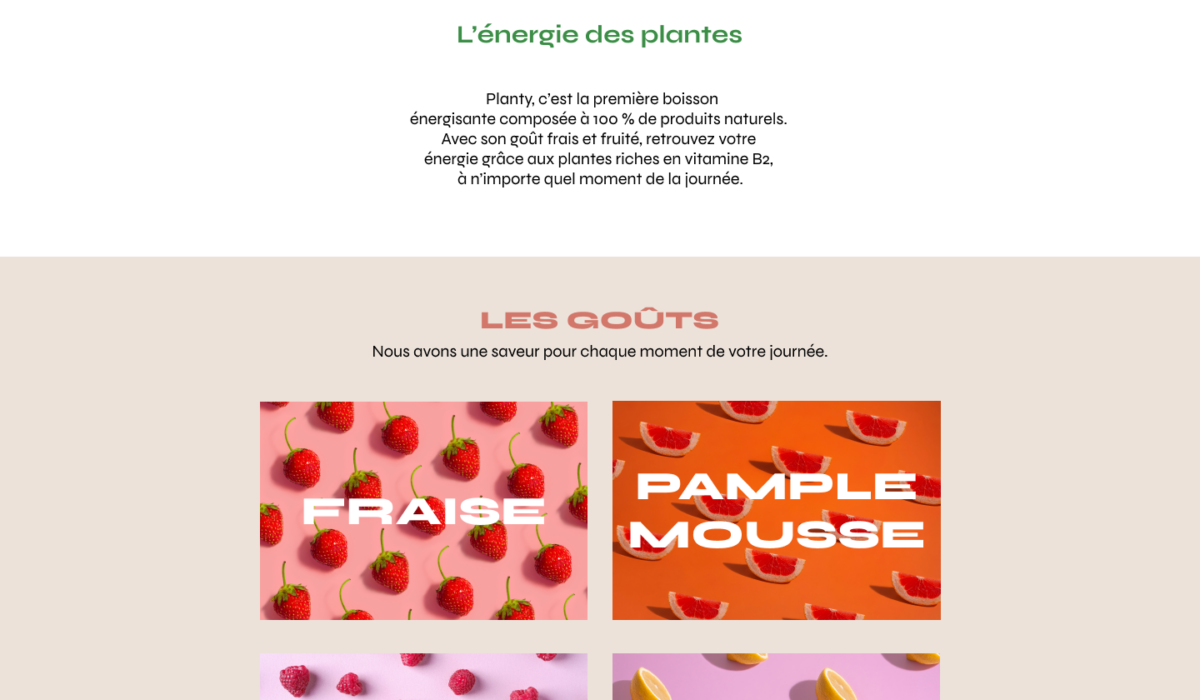 L’énergie des plantes
Planty, c’est la première boisson
énergisante composée à 100 % de produits naturels.
Avec son goût frais et fruité, retrouvez votre
énergie grâce aux plantes riches en vitamine B2,
à n’importe quel moment de la journée.
LES GOÛTS
Nous avons une saveur pour chaque moment de votre journée.
FRAISE
PAMPLE
MOUSSE